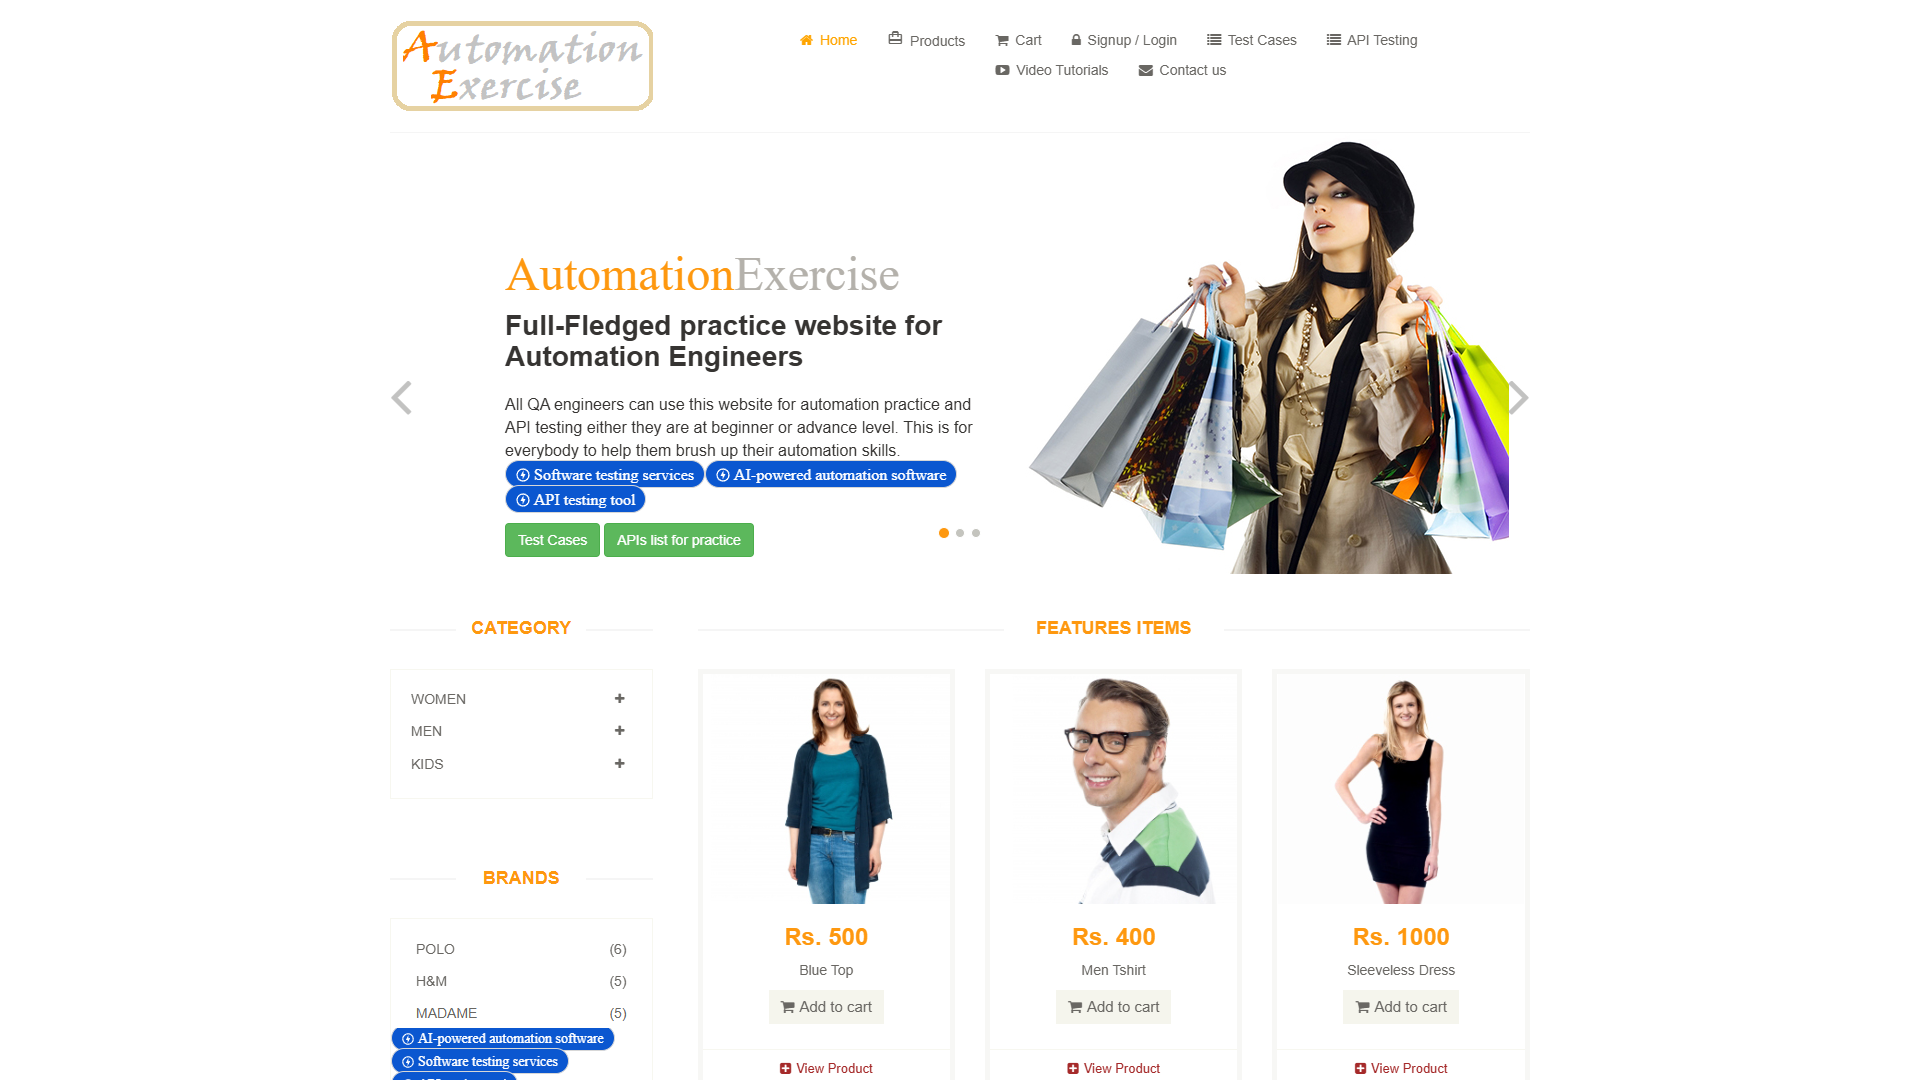 Automation
Exercise
Home
Products
Cart
Signup / Login
Test Cases
API Testing
Video Tutorials
Contact us
AutomationExercise
Full-Fledged practice website for
Automation Engineers
All QA engineers can use this website for automation practice and
API testing either they are at beginner or advance level. This is for
everybody to help them brush up their automation skills.
Software testing services
AI-powered automation software
API testing tool
Test Cases
APIs list for practice
CATEGORY
WOMEN
MEN
KIDS
BRANDS
POLO (6)
H&M (5)
MADAME (5)
AI-powered automation software
Software testing services
FEATURES ITEMS
Rs. 500
Blue Top
Add to cart
View Product
Rs. 400
Men Tshirt
Add to cart
View Product
Rs. 1000
Sleeveless Dress
Add to cart
View Product